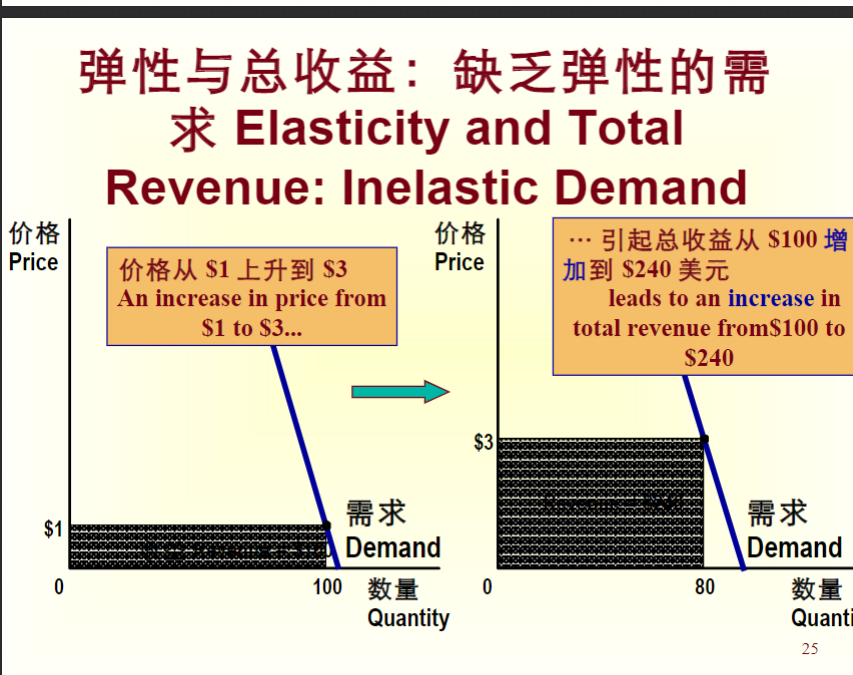 弹性与总收益：缺乏弹性的需
求 Elasticity and Total
Revenue: Inelastic Demand
价格
Price
价格从 $1 上升到 $3
An increase in price from
$1 to $3...
$1
0
100
需求
Demand
数量
Quantity
价格
Price
… 引起总收益从 $100 增
加到 $240 美元
leads to an increase in
total revenue from$100 to
$240
$3
0
80
需求
Demand
数量
Quanti
25